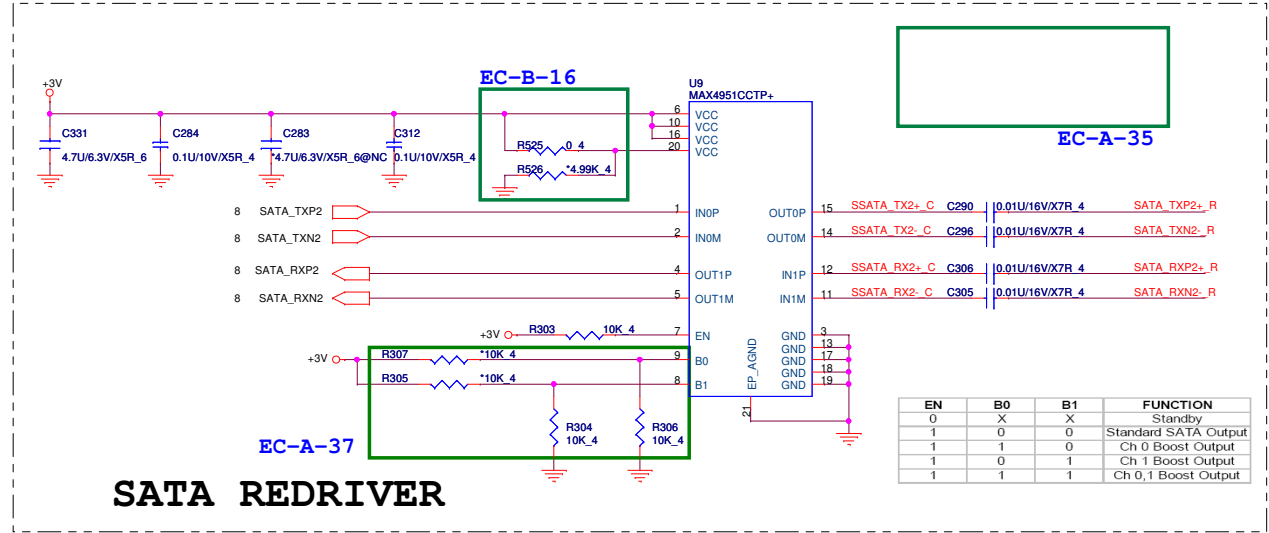 EC-B-16
U9
MAX4951CCTP+
EC-A-35
+3V
C331
4.7U/6.3V/X5R_6
C284
0.1U/10V/X5R_4
C283
*4.7U/6.3V/X5R_6@NC
C312
0.1U/10V/X5R_4
R525 0_4
R526 *4.99K_4
6 VCC
10 VCC
16 VCC
20 VCC
8 SATA_TXP2 1 IN0P OUT0P 15 SSATA_TX2+_C C290 0.01U/16V/X7R_4 SATA_TXP2+_R
8 SATA_TXN2 2 IN0M OUT0M 14 SSATA_TX2-_C C296 0.01U/16V/X7R_4 SATA_TXN2-_R
8 SATA_RXP2 4 OUT1P IN1P 12 SSATA_RX2+_C C306 0.01U/16V/X7R_4 SATA_RXP2+_R
8 SATA_RXN2 5 OUT1M IN1M 11 SSATA_RX2-_C C305 0.01U/16V/X7R_4 SATA_RXN2-_R
+3V R303 10K_4 7 EN GND 3
GND 13
+3V R307 *10K_4 9 B0 GND 17
GND 18
R305 *10K_4 8 B1 GND 19
EP_AGND
21
R304
10K_4
R306
10K_4
EC-A-37
SATA REDRIVER
EN B0 B1 FUNCTION
0 X X Standby
1 0 0 Standard SATA Output
1 1 0 Ch 0 Boost Output
1 0 1 Ch 1 Boost Output
1 1 1 Ch 0,1 Boost Output